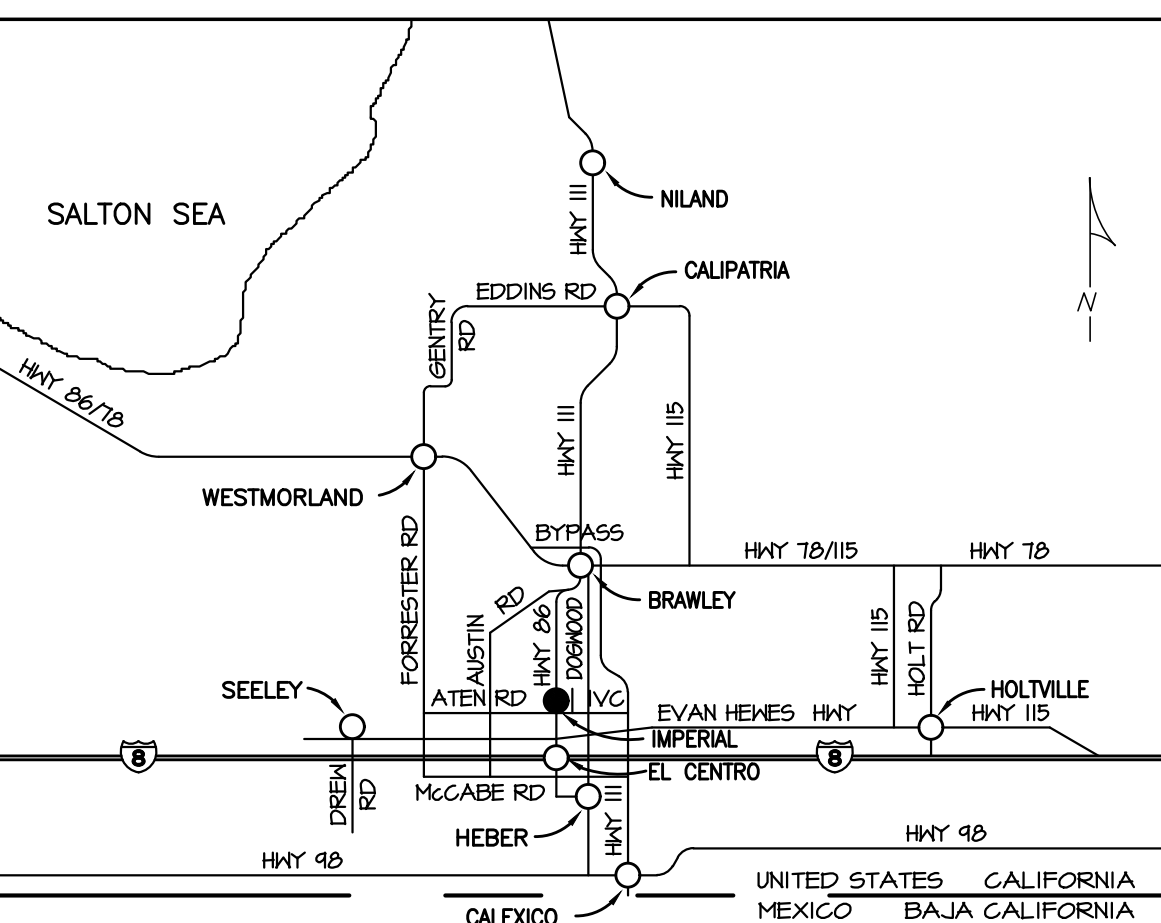 NILAND
SALTON SEA
HWY 111
CALIPATRIA
EDDINS RD
GENTRY
RD
N
HWY 86/78
HWY 111
HWY 115
WESTMORLAND
BYPASS
HWY 78/115
HWY 78
FORRESTER RD
AUSTIN
RD
HWY 86
DOGWOOD
BRAWLEY
HWY 115
HOLT RD
SEELEY
ATEN RD
IVC
HOLTVILLE
EVAN HEWES HWY
HWY 115
IMPERIAL
8
8
EL CENTRO
DREW
RD
McCABE RD
HWY 111
HEBER
HWY 98
HWY 98
UNITED STATES CALIFORNIA
MEXICO BAJA CALIFORNIA
CALEXICO